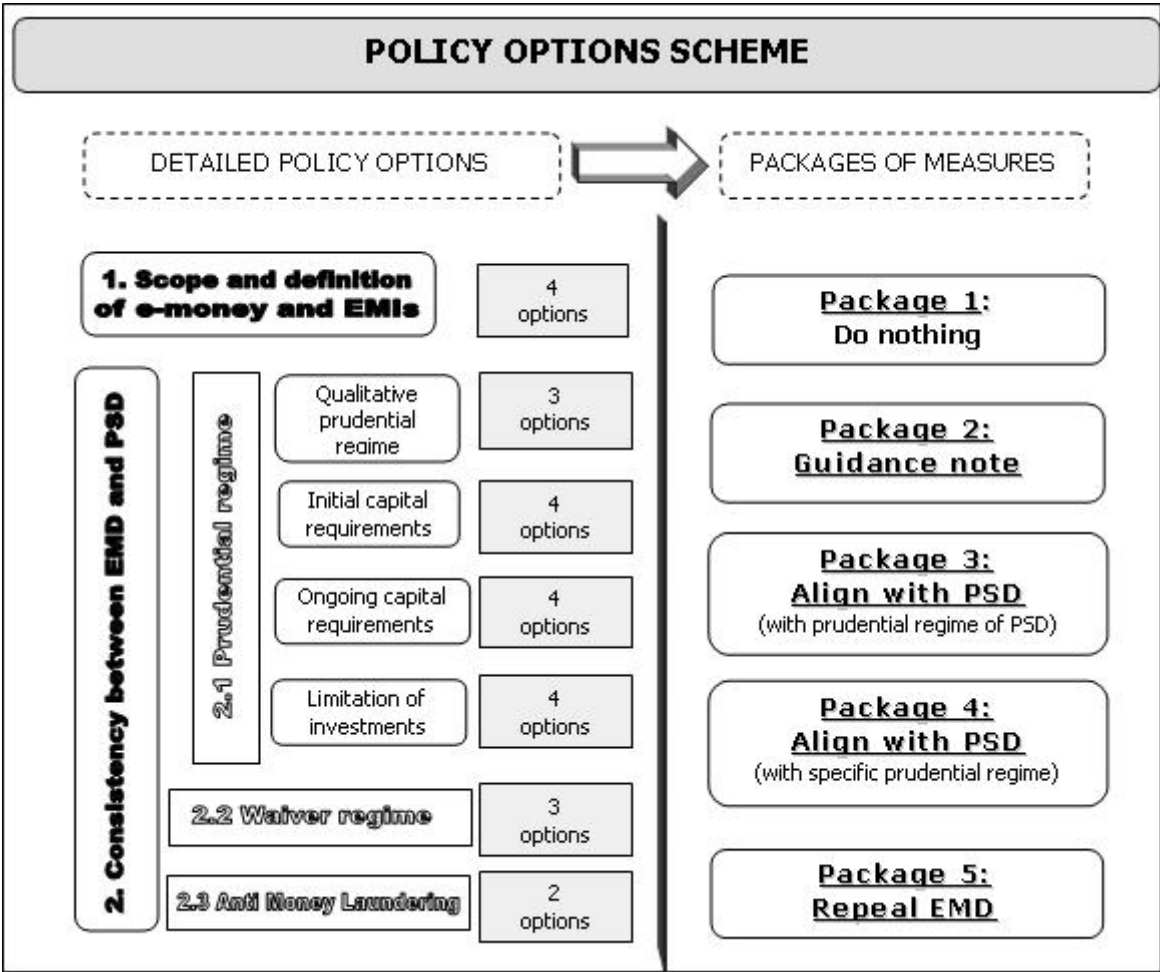 POLICY OPTIONS SCHEME
DETAILED POLICY OPTIONS
PACKAGES OF MEASURES
1. Scope and definition
of e-money and EMIs
4
options
2. Consistency between EMD and PSD
2.1 Prudential regime
Qualitative
prudential
regime
3
options
Initial capital
requirements
4
options
Ongoing capital
requirements
4
options
Limitation of
investments
4
options
2.2 Waiver regime
3
options
2.3 Anti Money Laundering
2
options
Package 1:
Do nothing
Package 2:
Guidance note
Package 3:
Align with PSD
(with prudential regime of PSD)
Package 4:
Align with PSD
(with specific prudential regime)
Package 5:
Repeal EMD